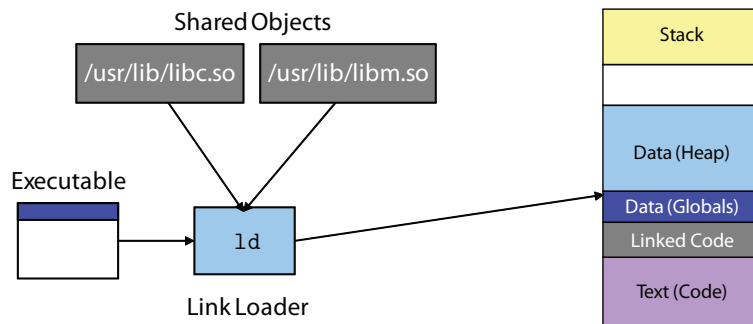 Shared Objects
/usr/lib/libc.so
/usr/lib/libm.so
Executable
ld
Link Loader
Stack
Data (Heap)
Data (Globals)
Linked Code
Text (Code)